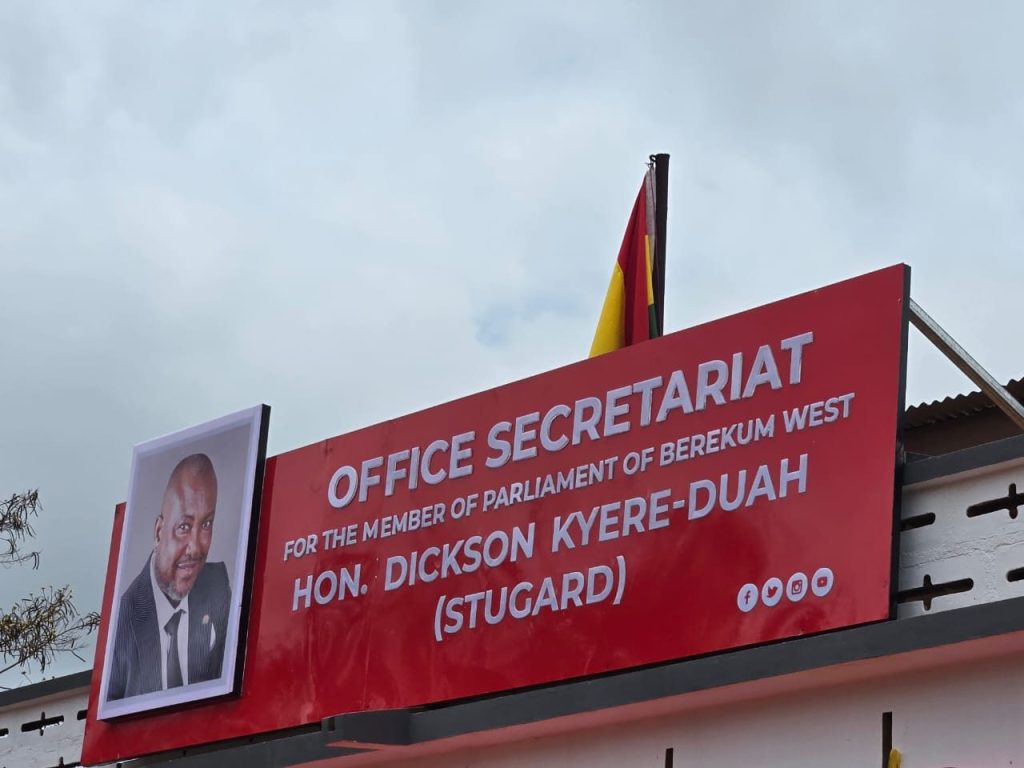 OFFICE SECRETARIAT
FOR THE MEMBER OF PARLIAMENT OF BEREKUM WEST
HON. DICKSON KYERE-DUAH
(STUGARD)